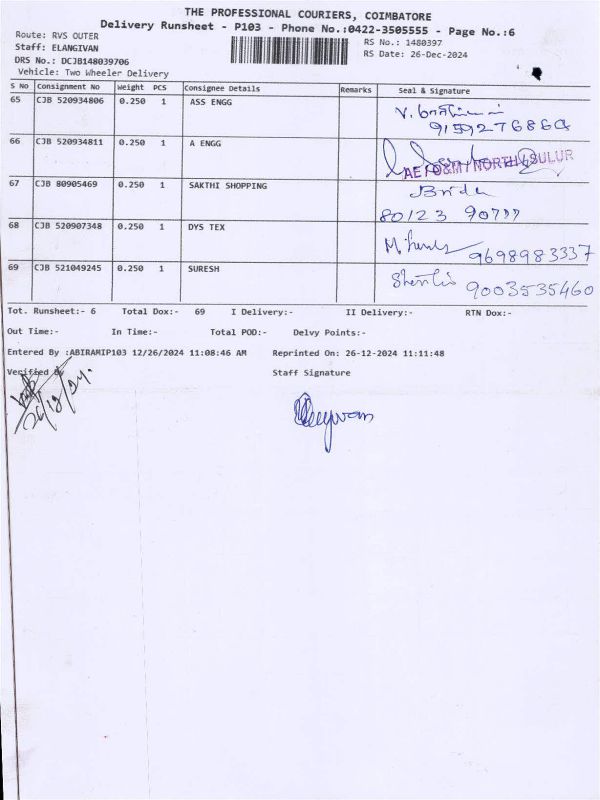 THE PROFESSIONAL COURIERS, COIMBATORE
Delivery Runsheet - P103 - Phone No.:0422-3505555 - Page No.:6
Route: RVS OUTER
RS No.: 1480397
Staff: ELANGIVAN
RS Date: 26-Dec-2024
DRS No.: DCJB148039706
Vehicle: Two Wheeler Delivery
S No Consignment No Weight PCS Consignee Details Remarks Seal & Signature
65 CJB 520934806 0.250 1 ASS ENGG
66 CJB 520934811 0.250 1 A ENGG
AE / O&M / NORTH / SULUR
67 CJB 80905469 0.250 1 SAKTHI SHOPPING
80123 90777
68 CJB 520907348 0.250 1 DYS TEX
9698983337
69 CJB 521049245 0.250 1 SURESH
9003535460
Tot. Runsheet:- 6 Total Dox:- 69 I Delivery:- II Delivery:- RTN Dox:-
Out Time:- In Time:- Total POD:- Delvy Points:-
Entered By :ABIRAMIP103 12/26/2024 11:08:46 AM Reprinted On: 26-12-2024 11:11:48
Verified By Staff Signature
26/12/24.